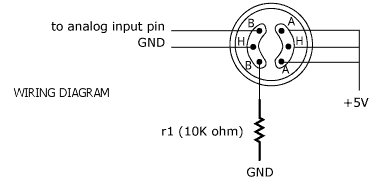 to analog input pin
B
A
GND
H
H
B
A
WIRING DIAGRAM
+5V
r1 (10K ohm)
GND